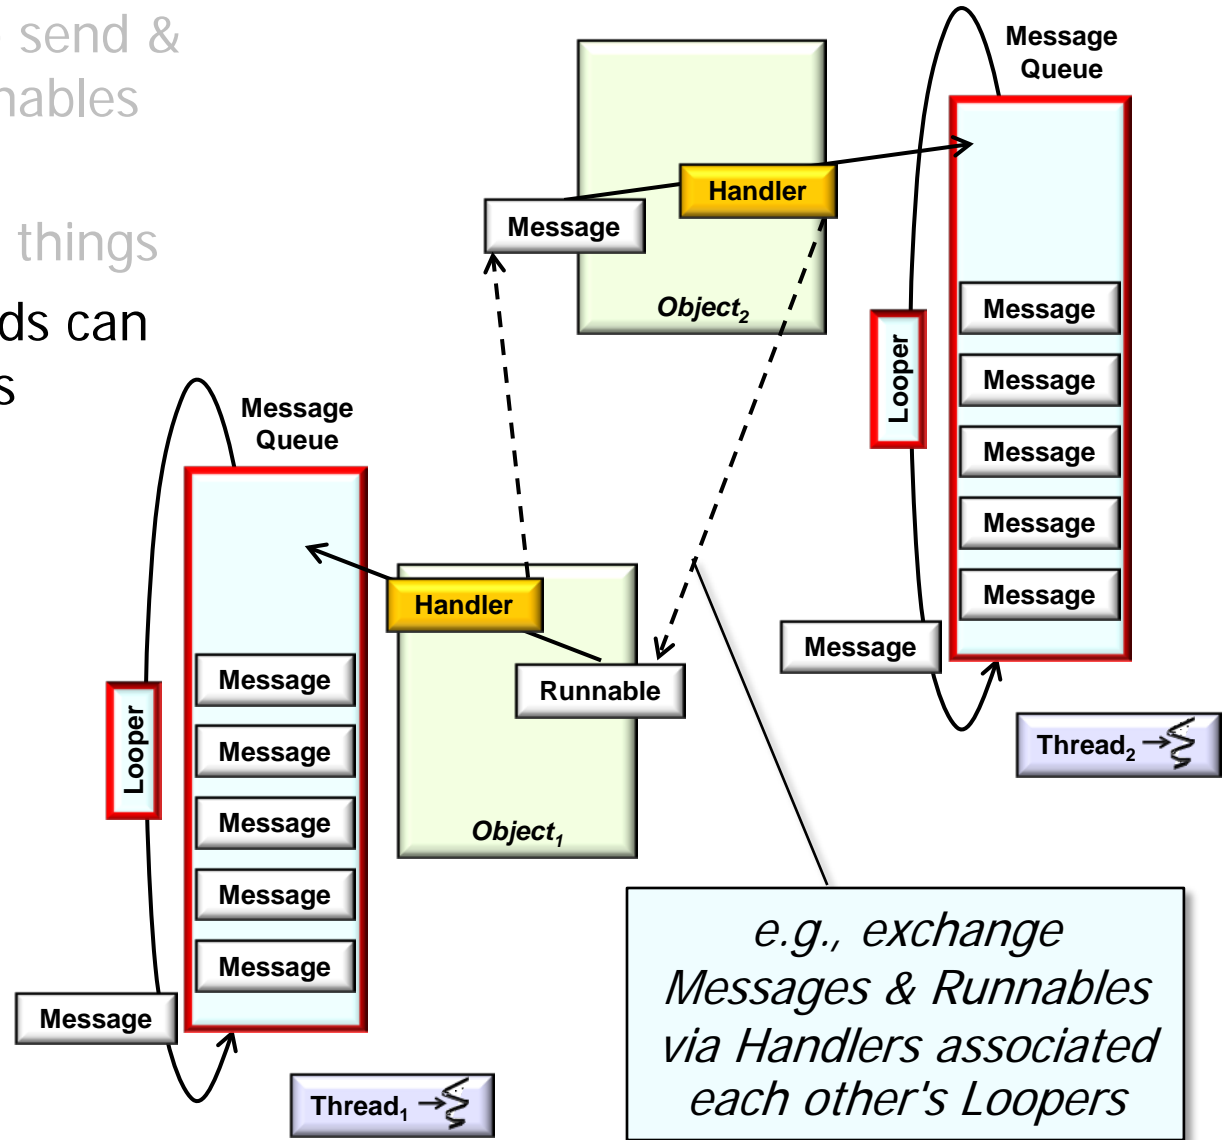 send &
nables
things
ds can
s
Message
Queue
Handler
Message
Object2
Looper
Message
Message
Message
Message
Message
Message
Thread2
Message
Queue
Handler
Runnable
Object1
Looper
Message
Message
Message
Message
Message
Message
Thread1
e.g., exchange
Messages & Runnables
via Handlers associated
each other's Loopers